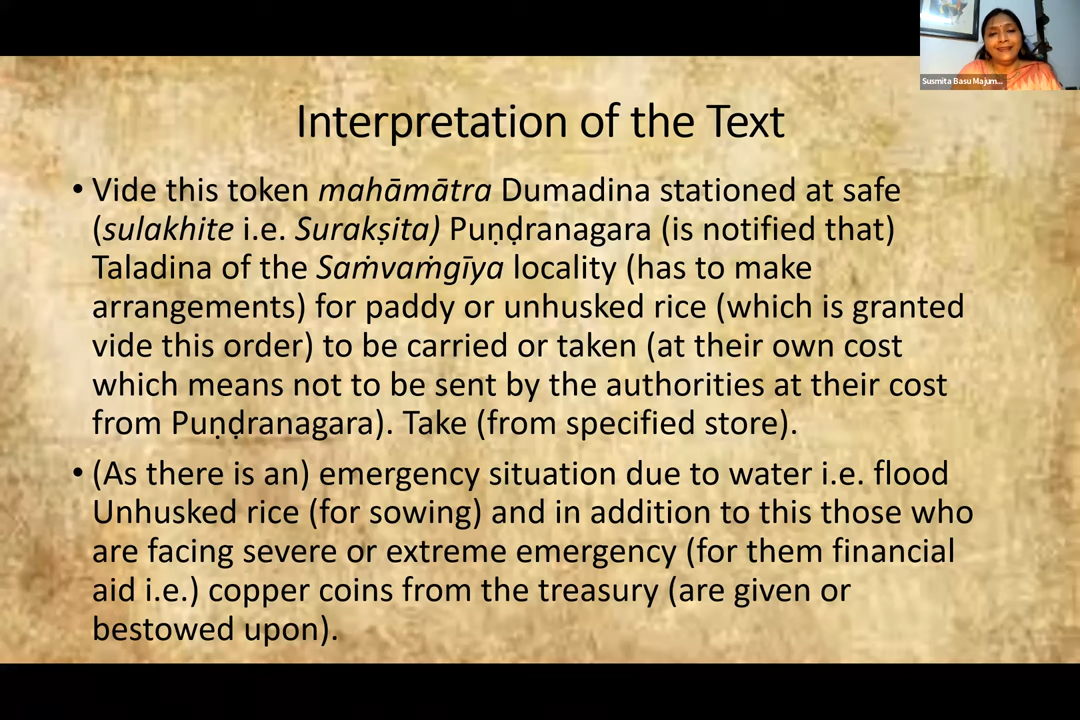 Susmita Basu Majum...
Interpretation of the Text
• Vide this token mahāmātra Dumadina stationed at safe
(sulakhite i.e. Surakṣita) Puṇḍranagara (is notified that)
Taladina of the Saṁvaṁgīya locality (has to make
arrangements) for paddy or unhusked rice (which is granted
vide this order) to be carried or taken (at their own cost
which means not to be sent by the authorities at their cost
from Puṇḍranagara). Take (from specified store).
• (As there is an) emergency situation due to water i.e. flood
Unhusked rice (for sowing) and in addition to this those who
are facing severe or extreme emergency (for them financial
aid i.e.) copper coins from the treasury (are given or
bestowed upon).